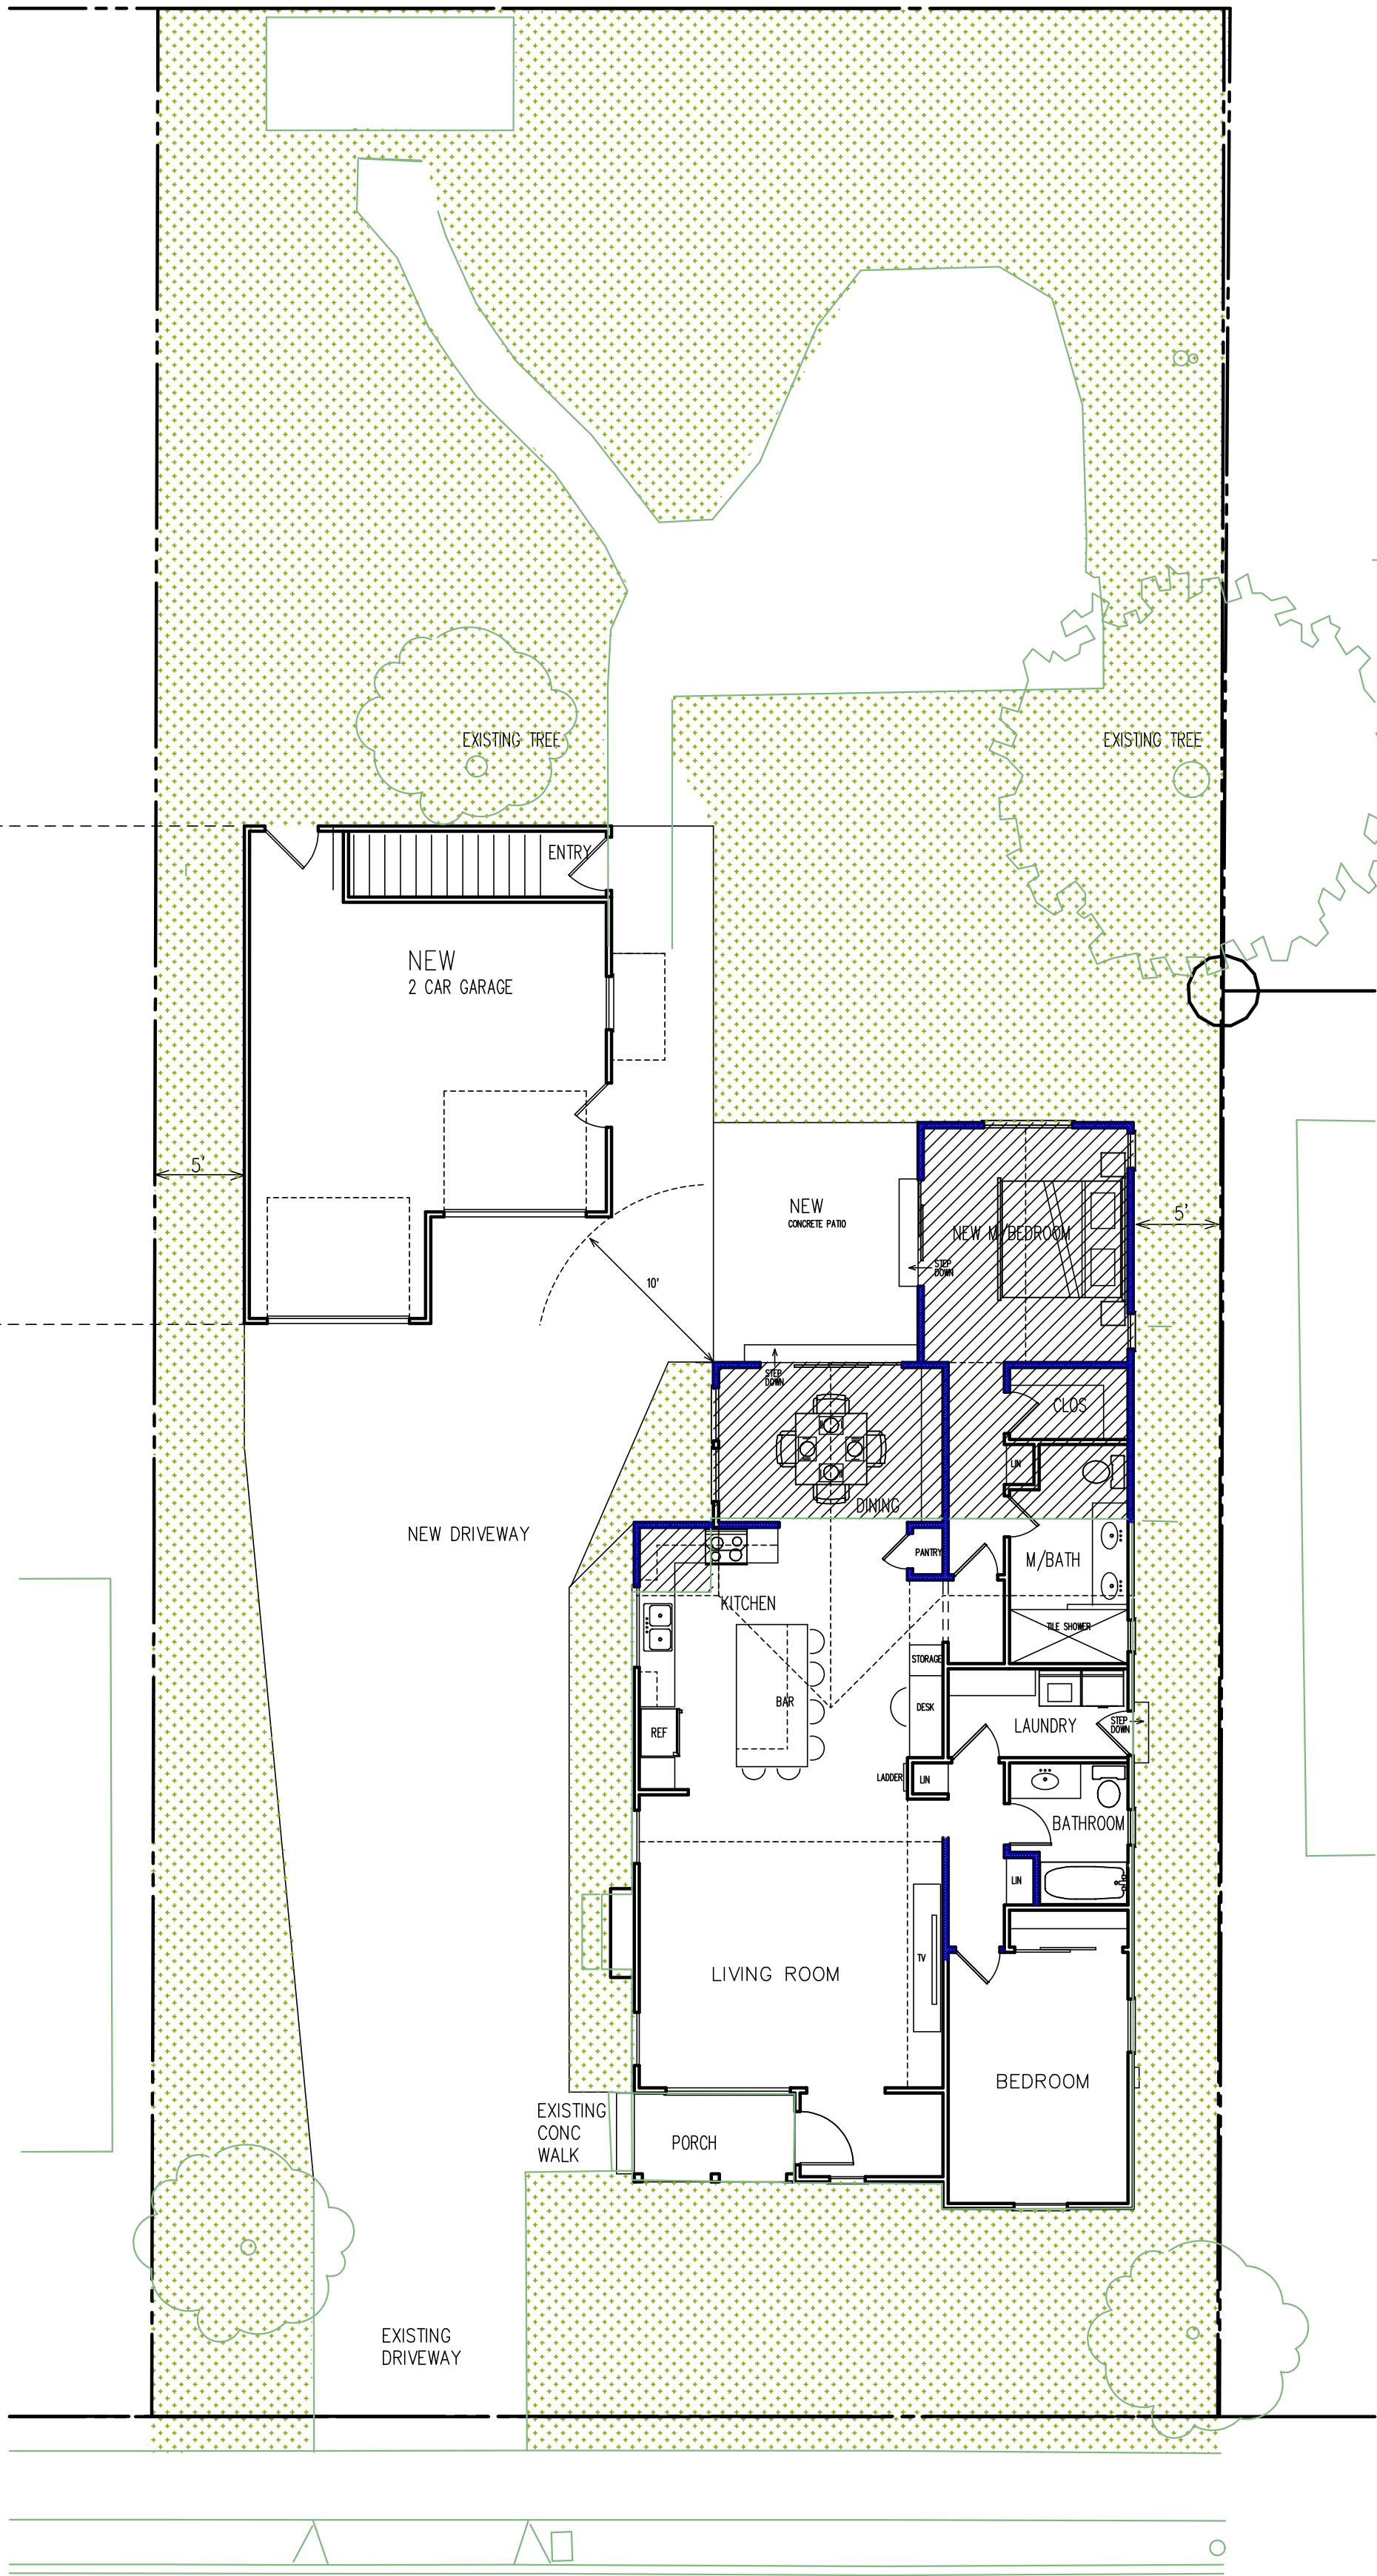 EXISTING TREE
EXISTING TREE
ENTRY
NEW
2 CAR GARAGE
5'
NEW
CONCRETE PATIO
5'
NEW M/BEDROOM
STEP
DOWN
10'
STEP
DOWN
CLOS
LIN
DINING
NEW DRIVEWAY
PANTRY
M/BATH
KITCHEN
TILE SHOWER
STORAGE
BAR
DESK
STEP
DOWN
LAUNDRY
REF
LADDER
LIN
BATHROOM
LIN
TV
LIVING ROOM
BEDROOM
EXISTING
CONC
WALK
PORCH
EXISTING
DRIVEWAY